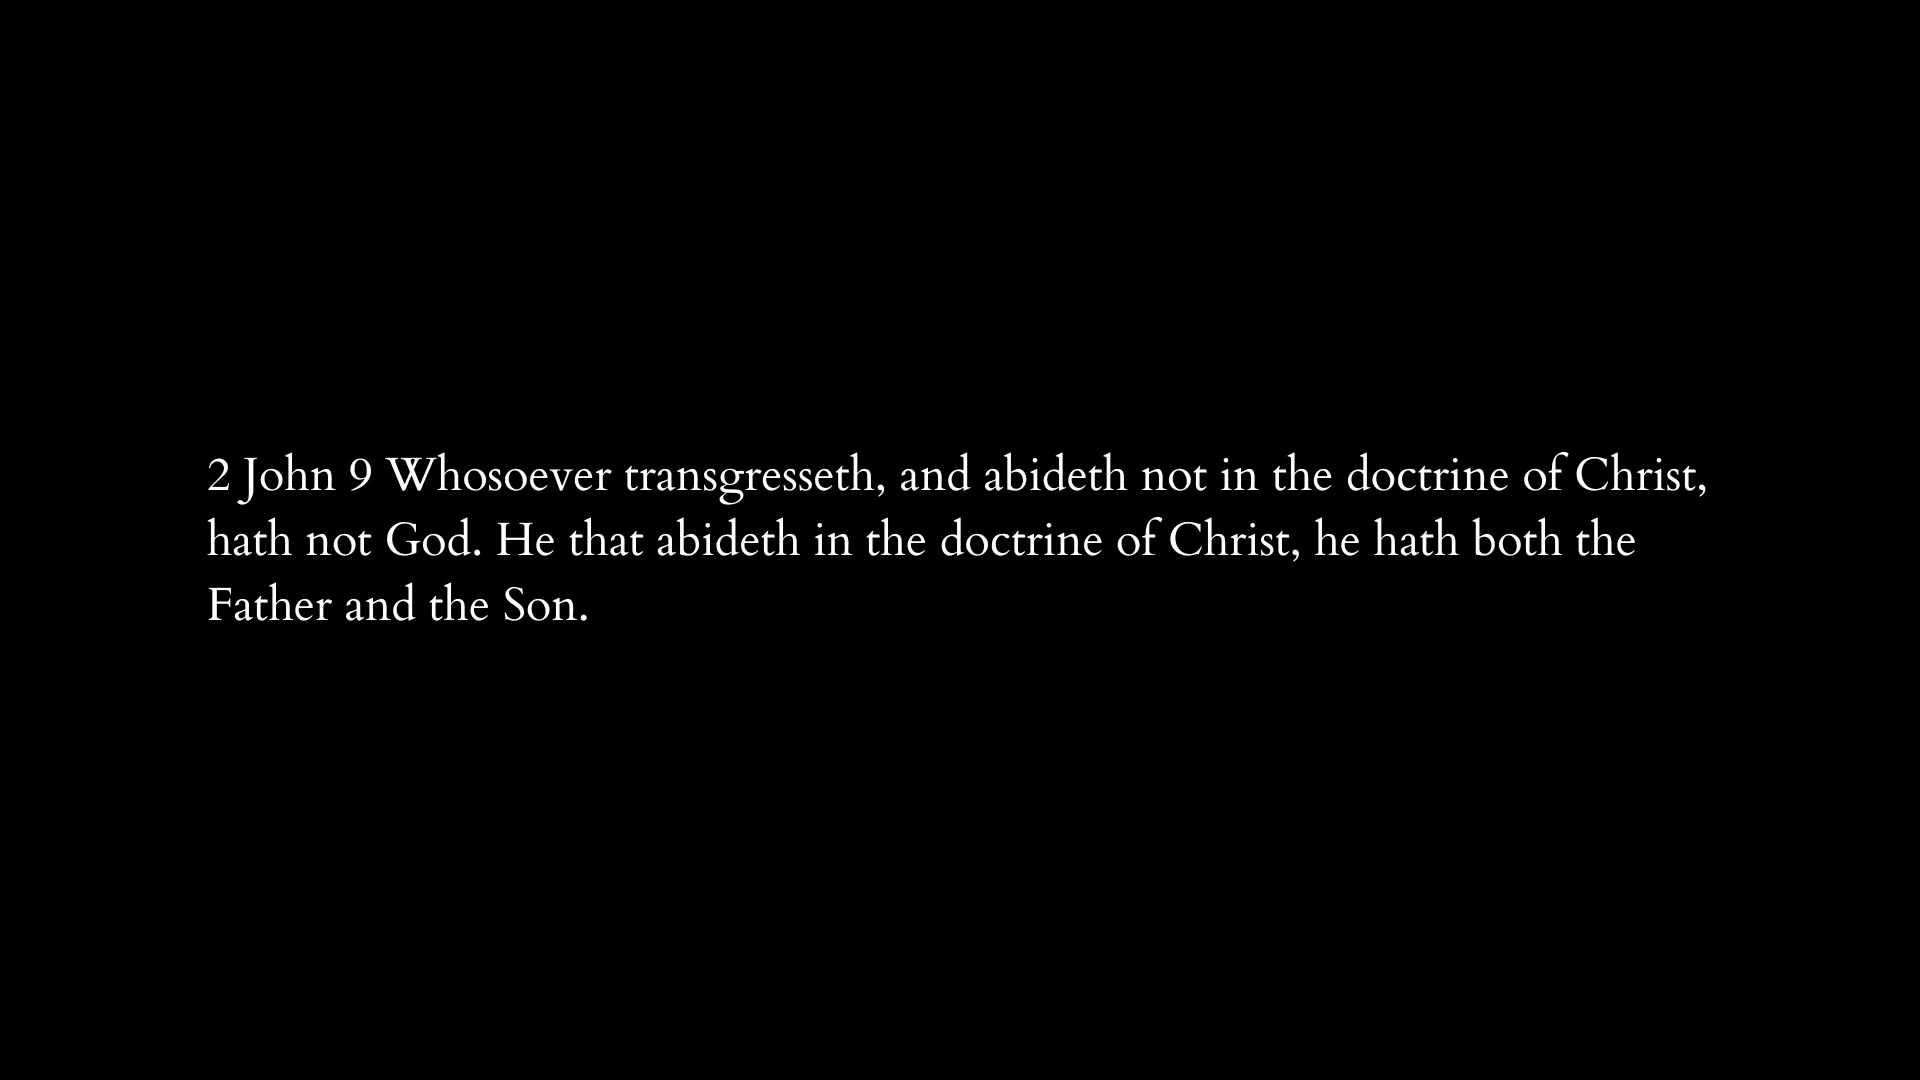 2 John 9 Whosoever transgresseth, and abideth not in the doctrine of Christ,
hath not God. He that abideth in the doctrine of Christ, he hath both the
Father and the Son.